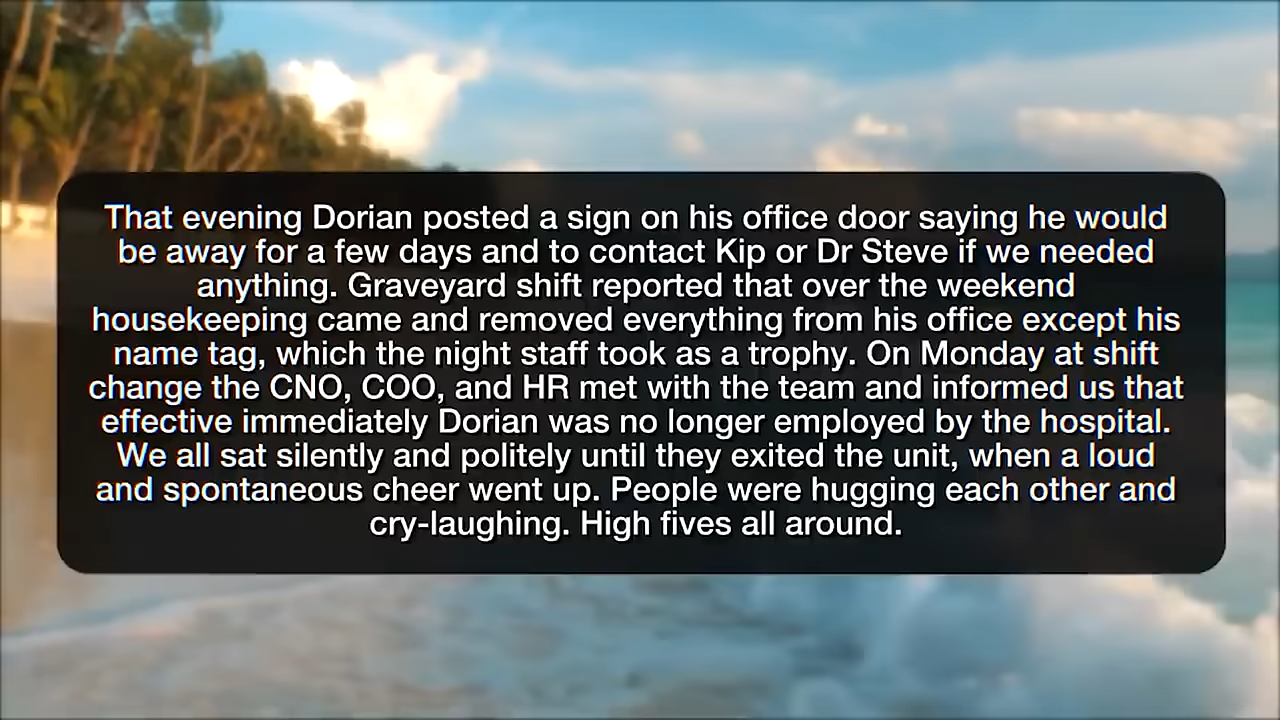 That evening Dorian posted a sign on his office door saying he would
be away for a few days and to contact Kip or Dr Steve if we needed
anything. Graveyard shift reported that over the weekend
housekeeping came and removed everything from his office except his
name tag, which the night staff took as a trophy. On Monday at shift
change the CNO, COO, and HR met with the team and informed us that
effective immediately Dorian was no longer employed by the hospital.
We all sat silently and politely until they exited the unit, when a loud
and spontaneous cheer went up. People were hugging each other and
cry-laughing. High fives all around.